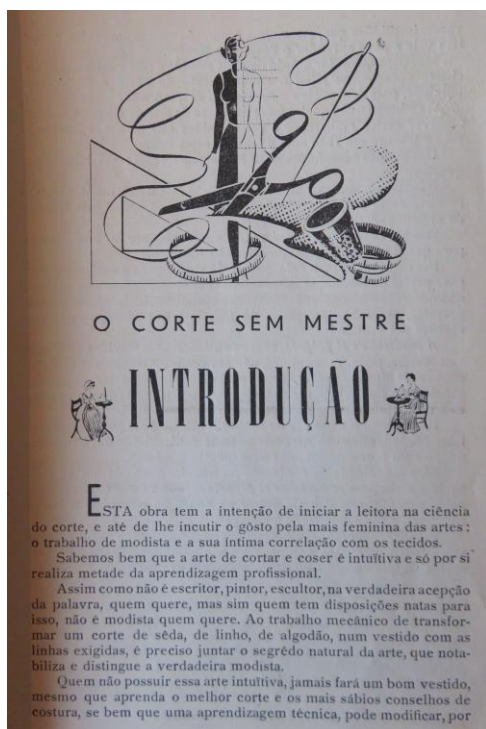 O CORTE SEM MESTRE
INTRODUÇÃO
ESTA obra tem a intenção de iniciar a leitora na ciência
do corte, e até de lhe incutir o gôsto pela mais feminina das artes:
o trabalho de modista e a sua íntima correlação com os tecidos.
Sabemos bem que a arte de cortar e coser é intuïtiva e só por si
realiza metade da aprendizagem profissional.
Assim como não é escritor, pintor, escultor, na verdadeira acepção
da palavra, quem quere, mas sim quem tem disposições natas para
isso, não é modista quem quere. Ao trabalho mecânico de transfor-
mar um corte de sêda, de linho, de algodão, num vestido com as
linhas exigidas, é preciso juntar o segrêdo natural da arte, que nota-
biliza e distingue a verdadeira modista.
Quem não possuir essa arte intuïtiva, jamais fará um bom vestido,
mesmo que aprenda o melhor corte e os mais sábios conselhos de
costura, se bem que uma aprendizagem técnica, pode modificar, por